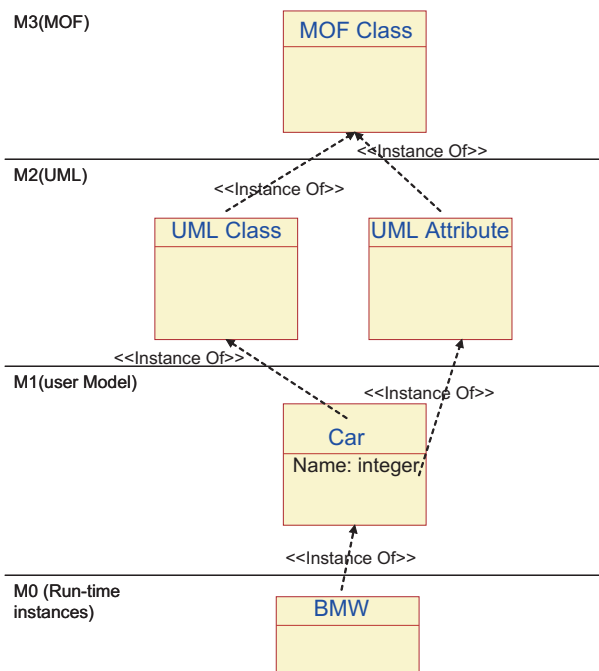 M3(MOF)
MOF Class
<<Instance Of>>
M2(UML)
<<Instance Of>>
UML Class
UML Attribute
<<Instance Of>>
M1(user Model)
<<Instance Of>>
Car
Name: integer
<<Instance Of>>
M0 (Run-time
instances)
BMW